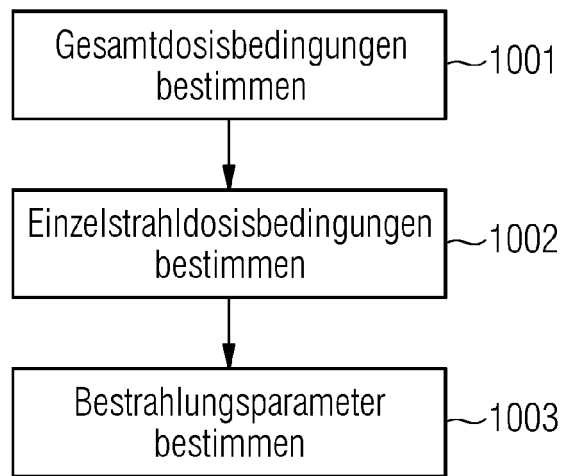 Gesamtdosisbedingungen
bestimmen
1001
Einzelstrahldosisbedingungen
bestimmen
1002
Bestrahlungsparameter
bestimmen
1003